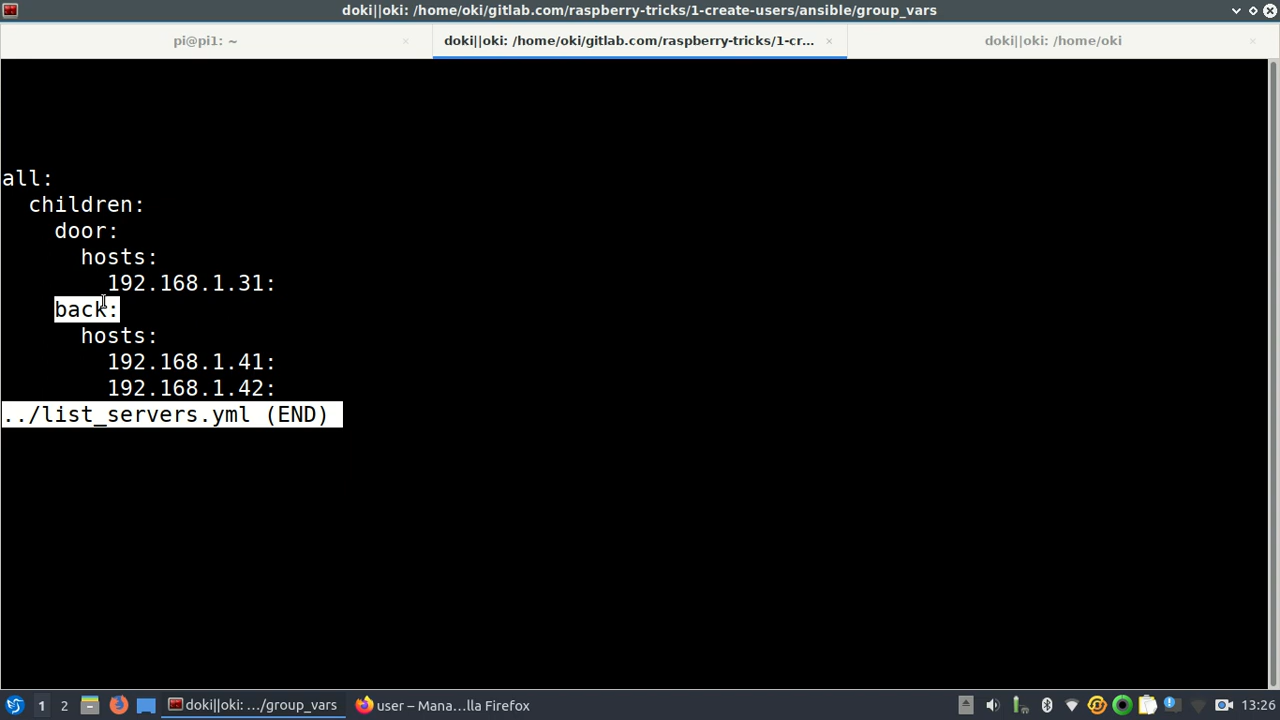 doki||oki: /home/oki/gitlab.com/raspberry-tricks/1-create-users/ansible/group_vars
pi@pi1: ~
doki||oki: /home/oki/gitlab.com/raspberry-tricks/1-cr...
doki||oki: /home/oki
all:
  children:
    door:
      hosts:
        192.168.1.31:
    back:
      hosts:
        192.168.1.41:
        192.168.1.42:
../list_servers.yml (END)
1
2
doki||oki: .../group_vars
user – Mana...lla Firefox
13:26